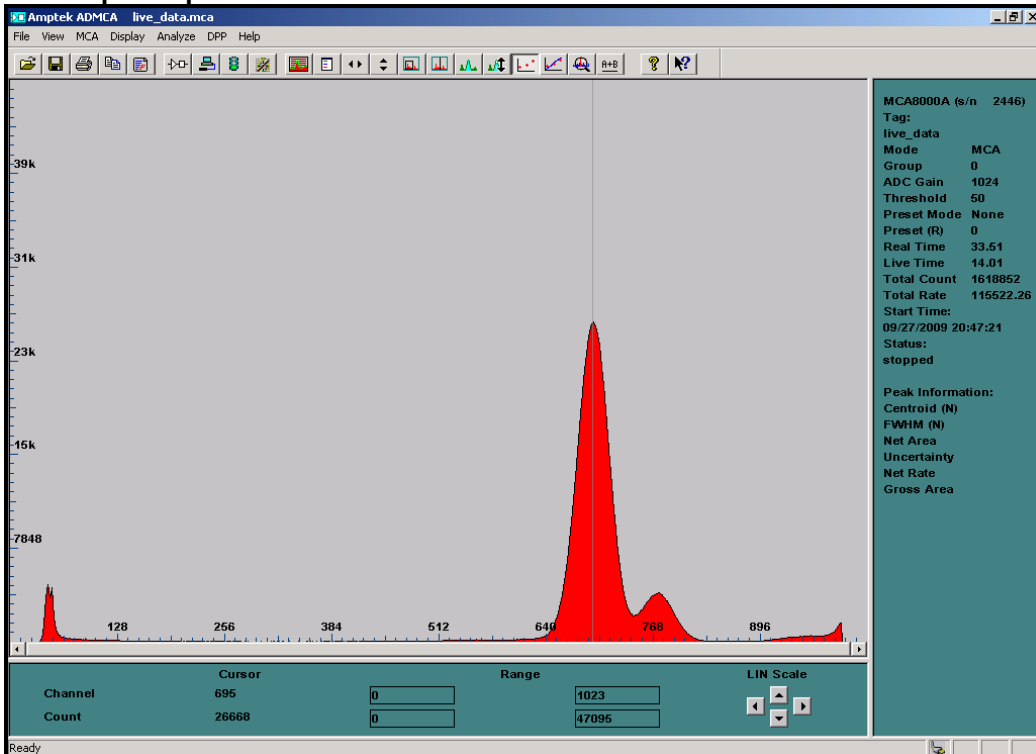 Amptek ADMCA live_data.mca
File View MCA Display Analyze DPP Help
A+B
39k
31k
23k
15k
7848
128 256 384 512 640 768 896
MCA8000A (s/n 2446)
Tag:
live_data
Mode MCA
Group 0
ADC Gain 1024
Threshold 50
Preset Mode None
Preset (R) 0
Real Time 33.51
Live Time 14.01
Total Count 1618852
Total Rate 115522.26
Start Time:
09/27/2009 20:47:21
Status:
stopped
Peak Information:
Centroid (N)
FWHM (N)
Net Area
Uncertainty
Net Rate
Gross Area
Cursor Range LIN Scale
Channel 695 0 1023
Count 26668 0 47095
Ready